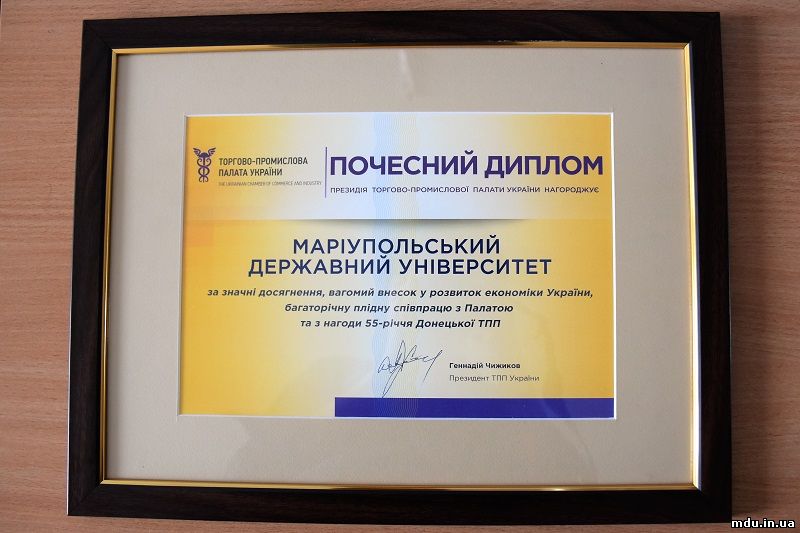 ТОРГОВО-ПРОМИСЛОВА
ПАЛАТА УКРАЇНИ
THE UKRAINIAN CHAMBER OF COMMERCE AND INDUSTRY
ПОЧЕСНИЙ ДИПЛОМ
ПРЕЗИДІЯ ТОРГОВО-ПРОМИСЛОВОЇ ПАЛАТИ УКРАЇНИ НАГОРОДЖУЄ
МАРІУПОЛЬСЬКИЙ
ДЕРЖАВНИЙ УНІВЕРСИТЕТ
за значні досягнення, вагомий внесок у розвиток економіки України,
багаторічну плідну співпрацю з Палатою
та з нагоди 55-річчя Донецької ТПП
Геннадій Чижиков
Президент ТПП України
mdu.in.ua